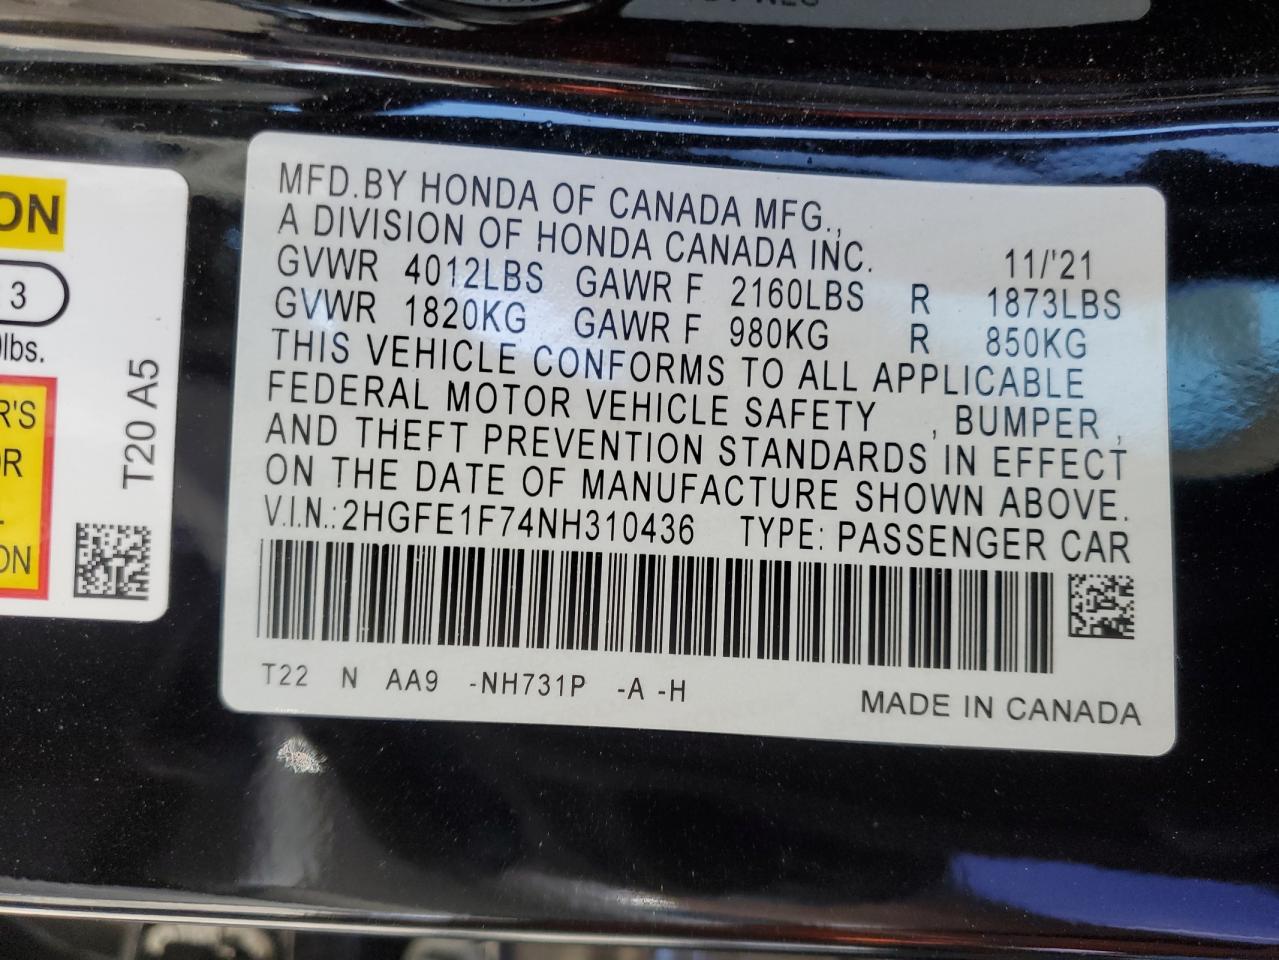 MFD.BY HONDA OF CANADA MFG.,
A DIVISION OF HONDA CANADA INC. 11/'21
GVWR 4012LBS GAWR F 2160LBS R 1873LBS
GVWR 1820KG GAWR F 980KG R 850KG
THIS VEHICLE CONFORMS TO ALL APPLICABLE
FEDERAL MOTOR VEHICLE SAFETY , BUMPER ,
AND THEFT PREVENTION STANDARDS IN EFFECT
ON THE DATE OF MANUFACTURE SHOWN ABOVE.
V.I.N.:2HGFE1F74NH310436 TYPE: PASSENGER CAR
T22 N AA9 -NH731P -A -H
MADE IN CANADA
ON
3
lbs.
R'S
OR
ON
T20 A5